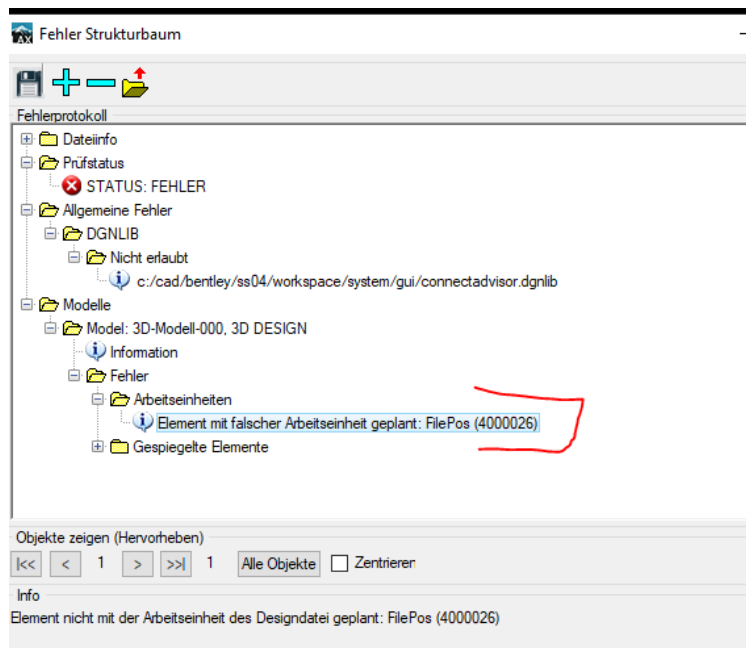 Fehler Strukturbaum
Fehlerprotokoll
Dateiinfo
Prüfstatus
STATUS: FEHLER
Allgemeine Fehler
DGNLIB
Nicht erlaubt
c:/cad/bentley/ss04/workspace/system/gui/connectadvisor.dgnlib
Modelle
Model: 3D-Modell-000, 3D DESIGN
Information
Fehler
Arbeitseinheiten
Element mit falscher Arbeitseinheit geplant: FilePos (4000026)
Gespiegelte Elemente
Objekte zeigen (Hervorheben)
|<< < 1 > >>| 1 Alle Objekte Zentrieren
Info
Element nicht mit der Arbeitseinheit des Designdatei geplant: FilePos (4000026)